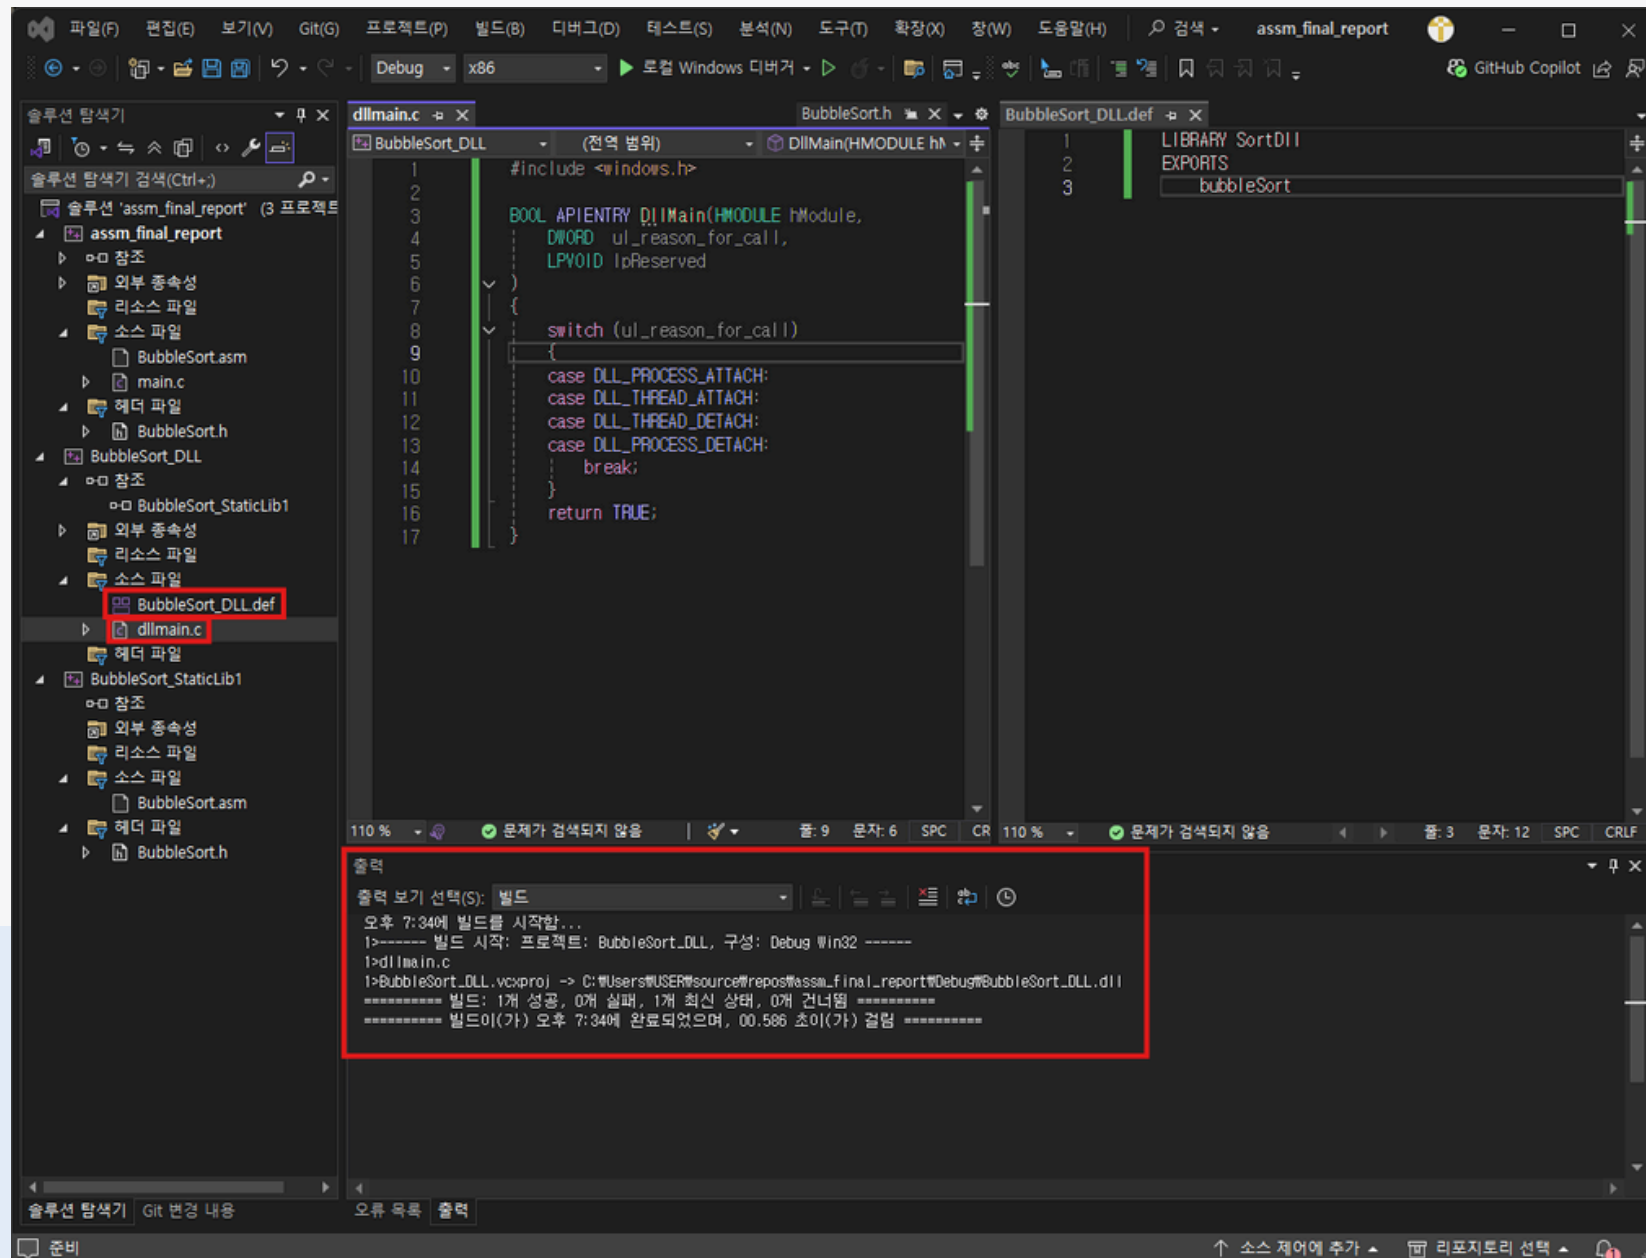 파일(F) 편집(E) 보기(V) Git(G) 프로젝트(P) 빌드(B) 디버그(D) 테스트(S) 분석(N) 도구(T) 확장(X) 창(W) 도움말(H) 검색 assm_final_report
Debug x86 로컬 Windows 디버거 GitHub Copilot
솔루션 탐색기
솔루션 탐색기 검색(Ctrl+;)
솔루션 'assm_final_report' (3 프로젝트
assm_final_report
참조
외부 종속성
리소스 파일
소스 파일
BubbleSort.asm
main.c
헤더 파일
BubbleSort.h
BubbleSort_DLL
참조
BubbleSort_StaticLib1
외부 종속성
리소스 파일
소스 파일
BubbleSort_DLL.def
dllmain.c
헤더 파일
BubbleSort_StaticLib1
참조
외부 종속성
리소스 파일
소스 파일
BubbleSort.asm
헤더 파일
BubbleSort.h
솔루션 탐색기 Git 변경 내용
dllmain.c BubbleSort.h
BubbleSort_DLL (전역 범위) DllMain(HMODULE hM
1 #include <windows.h>
2
3 BOOL APIENTRY DllMain(HMODULE hModule,
4 DWORD ul_reason_for_call,
5 LPVOID lpReserved
6 )
7 {
8 switch (ul_reason_for_call)
9 {
10 case DLL_PROCESS_ATTACH:
11 case DLL_THREAD_ATTACH:
12 case DLL_THREAD_DETACH:
13 case DLL_PROCESS_DETACH:
14 break;
15 }
16 return TRUE;
17 }
110 % 문제가 검색되지 않음 줄: 9 문자: 6 SPC CR
BubbleSort_DLL.def
1 LIBRARY SortDll
2 EXPORTS
3 bubbleSort
110 % 문제가 검색되지 않음 줄: 3 문자: 12 SPC CRLF
출력
출력 보기 선택(S): 빌드
오후 7:34에 빌드를 시작함...
1>------ 빌드 시작: 프로젝트: BubbleSort_DLL, 구성: Debug Win32 ------
1>dllmain.c
1>BubbleSort_DLL.vcxproj -> C:₩Users₩USER₩source₩repos₩assm_final_report₩Debug₩BubbleSort_DLL.dll
========== 빌드: 1개 성공, 0개 실패, 1개 최신 상태, 0개 건너뜀 ==========
========== 빌드이(가) 오후 7:34에 완료되었으며, 00.586 초이(가) 걸림 ==========
오류 목록 출력
준비 소스 제어에 추가 리포지토리 선택 1